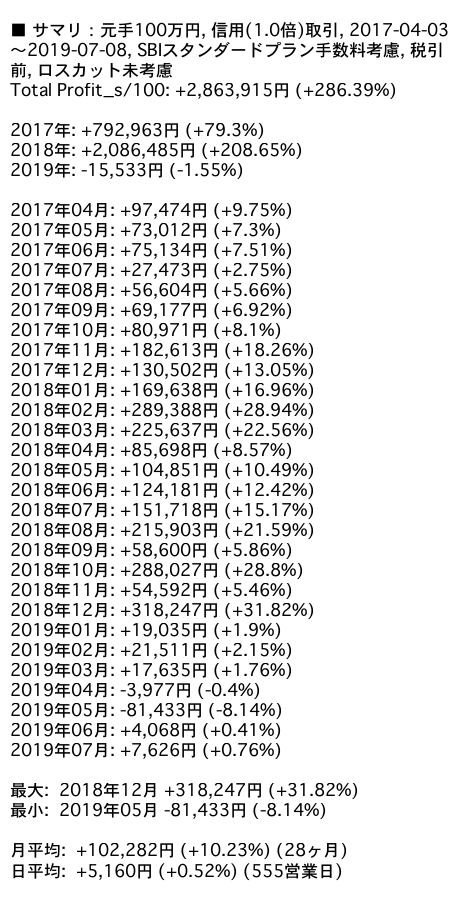 ■ サマリ：元手100万円, 信用(1.0倍)取引, 2017-04-03
〜2019-07-08, SBIスタンダードプラン手数料考慮, 税引
前, ロスカット未考慮
Total Profit_s/100: +2,863,915円 (+286.39%)
2017年: +792,963円 (+79.3%)
2018年: +2,086,485円 (+208.65%)
2019年: -15,533円 (-1.55%)
2017年04月: +97,474円 (+9.75%)
2017年05月: +73,012円 (+7.3%)
2017年06月: +75,134円 (+7.51%)
2017年07月: +27,473円 (+2.75%)
2017年08月: +56,604円 (+5.66%)
2017年09月: +69,177円 (+6.92%)
2017年10月: +80,971円 (+8.1%)
2017年11月: +182,613円 (+18.26%)
2017年12月: +130,502円 (+13.05%)
2018年01月: +169,638円 (+16.96%)
2018年02月: +289,388円 (+28.94%)
2018年03月: +225,637円 (+22.56%)
2018年04月: +85,698円 (+8.57%)
2018年05月: +104,851円 (+10.49%)
2018年06月: +124,181円 (+12.42%)
2018年07月: +151,718円 (+15.17%)
2018年08月: +215,903円 (+21.59%)
2018年09月: +58,600円 (+5.86%)
2018年10月: +288,027円 (+28.8%)
2018年11月: +54,592円 (+5.46%)
2018年12月: +318,247円 (+31.82%)
2019年01月: +19,035円 (+1.9%)
2019年02月: +21,511円 (+2.15%)
2019年03月: +17,635円 (+1.76%)
2019年04月: -3,977円 (-0.4%)
2019年05月: -81,433円 (-8.14%)
2019年06月: +4,068円 (+0.41%)
2019年07月: +7,626円 (+0.76%)
最大: 2018年12月 +318,247円 (+31.82%)
最小: 2019年05月 -81,433円 (-8.14%)
月平均: +102,282円 (+10.23%) (28ヶ月)
日平均: +5,160円 (+0.52%) (555営業日)